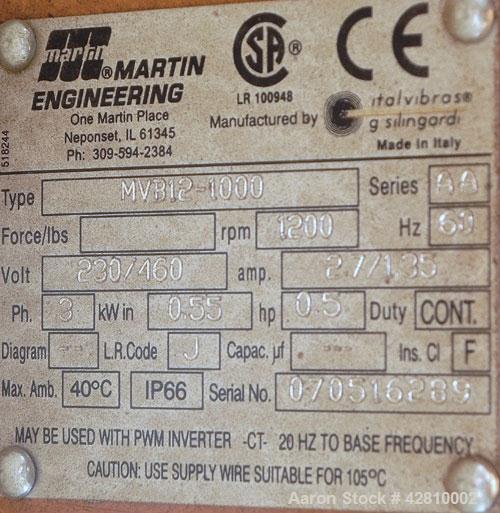 martin
® MARTIN
ENGINEERING
One Martin Place
Neponset, IL 61345
Ph: 309-594-2384
518244
SA ®
LR 100948
CE
Manufactured by italvibras®
g silingardi
Made in Italy
Type MVB12-1000 Series AA
Force/lbs rpm 1200 Hz 60
Volt 230/460 amp. 2.7/1.35
Ph. 3 kW in 0.55 hp 0.5 Duty CONT.
Diagram -- L.R.Code J Capac. µf --- Ins. Cl F
Max. Amb. 40°C IP66 Serial No. 070516289
MAY BE USED WITH PWM INVERTER -CT- 20 HZ TO BASE FREQUENCY
CAUTION: USE SUPPLY WIRE SUITABLE FOR 105°C
Aaron Stock # 42810002